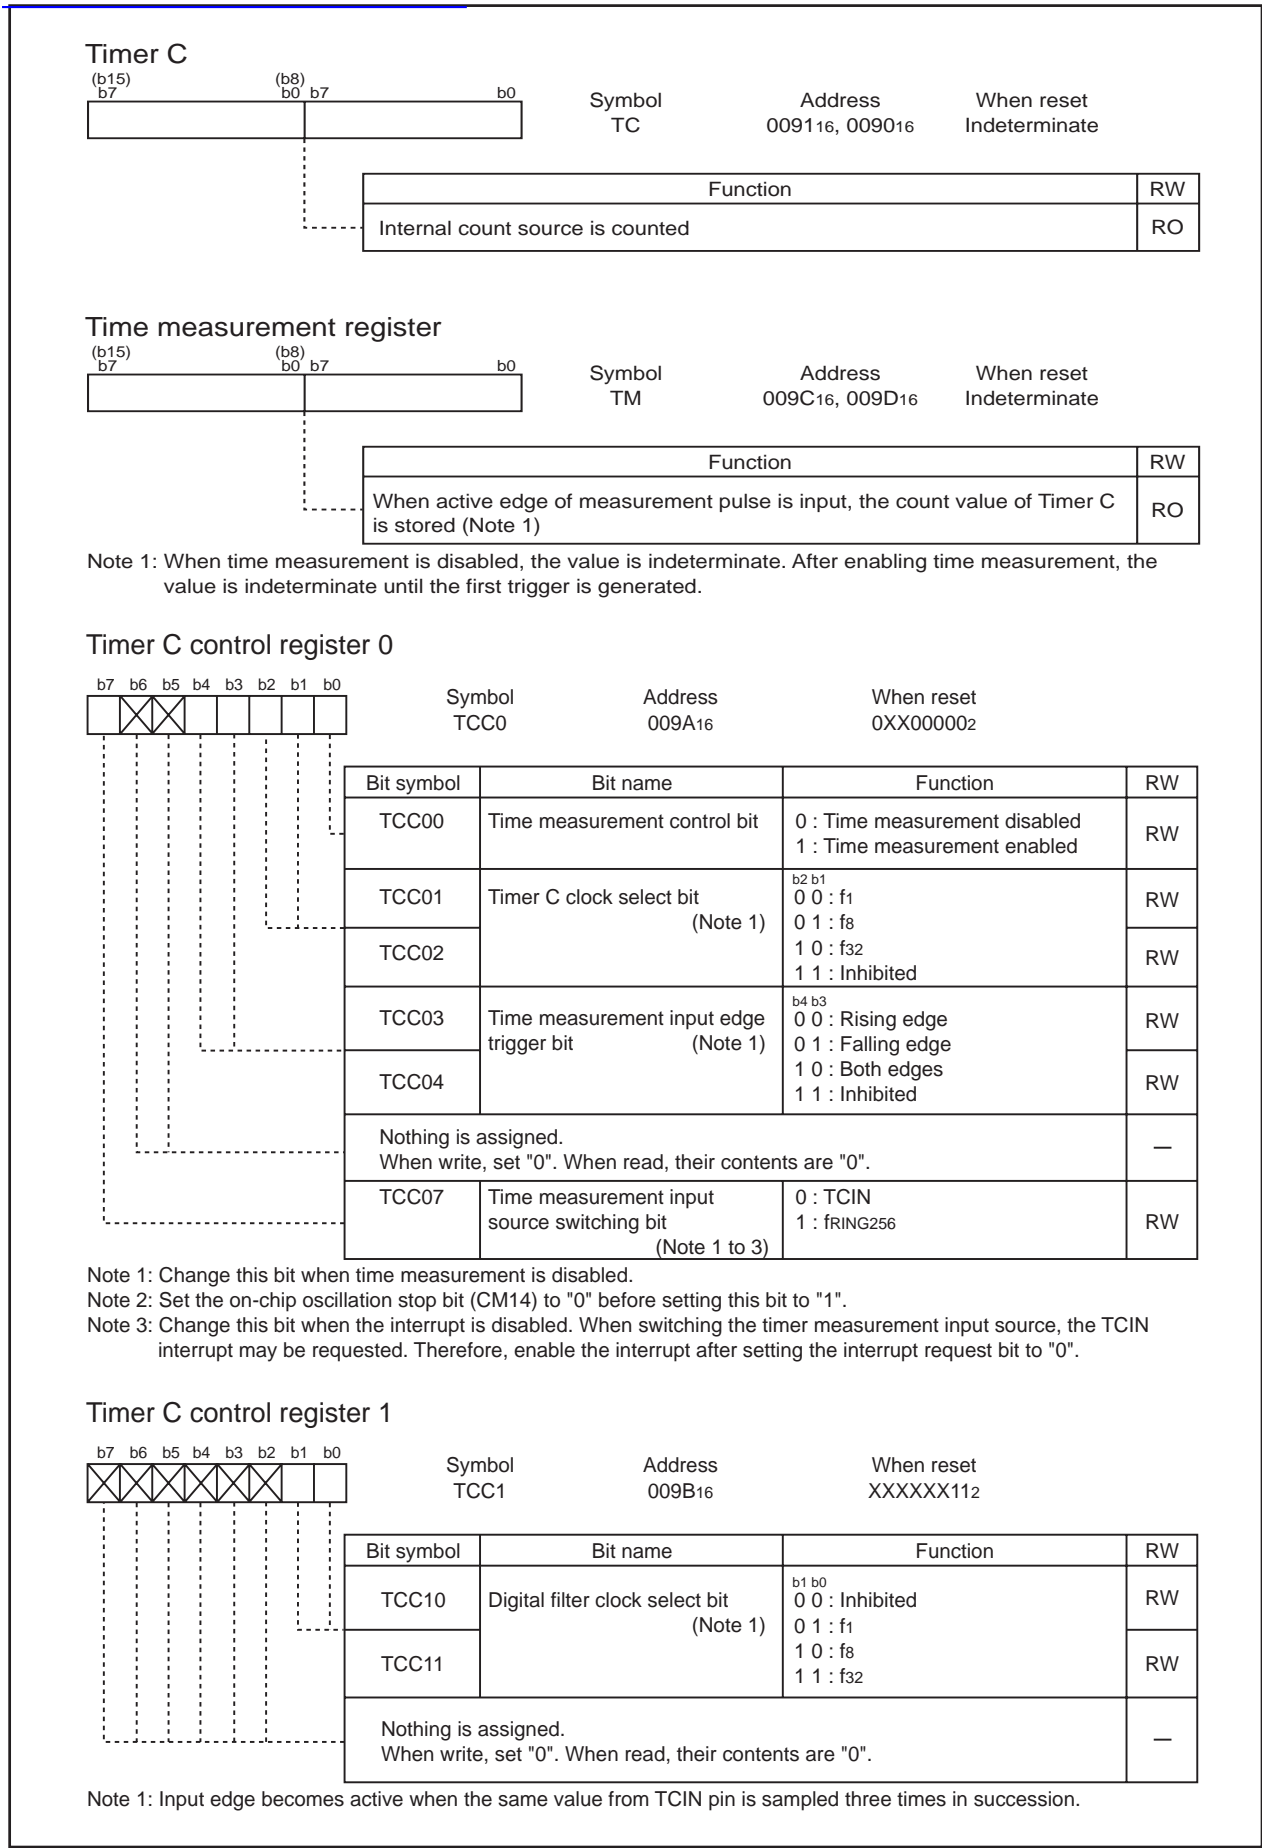 Timer C
(b15) (b8)
b7 b0 b7 b0
Symbol Address When reset
TC 009116, 009016 Indeterminate
Function RW
Internal count source is counted RO
Time measurement register
(b15) (b8)
b7 b0 b7 b0
Symbol Address When reset
TM 009C16, 009D16 Indeterminate
Function RW
When active edge of measurement pulse is input, the count value of Timer C
is stored (Note 1) RO
Note 1: When time measurement is disabled, the value is indeterminate. After enabling time measurement, the
value is indeterminate until the first trigger is generated.
Timer C control register 0
b7 b6 b5 b4 b3 b2 b1 b0
Symbol Address When reset
TCC0 009A16 0XX000002
Bit symbol Bit name Function RW
TCC00 Time measurement control bit 0 : Time measurement disabled
1 : Time measurement enabled RW
b2 b1
TCC01 Timer C clock select bit 0 0 : f1 RW
(Note 1) 0 1 : f8
TCC02 1 0 : f32 RW
1 1 : Inhibited
b4 b3
TCC03 Time measurement input edge 0 0 : Rising edge RW
trigger bit (Note 1) 0 1 : Falling edge
TCC04 1 0 : Both edges RW
1 1 : Inhibited
Nothing is assigned.
When write, set "0". When read, their contents are "0". —
TCC07 Time measurement input 0 : TCIN
source switching bit 1 : fRING256 RW
(Note 1 to 3)
Note 1: Change this bit when time measurement is disabled.
Note 2: Set the on-chip oscillation stop bit (CM14) to "0" before setting this bit to "1".
Note 3: Change this bit when the interrupt is disabled. When switching the timer measurement input source, the TCIN
interrupt may be requested. Therefore, enable the interrupt after setting the interrupt request bit to "0".
Timer C control register 1
b7 b6 b5 b4 b3 b2 b1 b0
Symbol Address When reset
TCC1 009B16 XXXXXX112
Bit symbol Bit name Function RW
b1 b0
TCC10 Digital filter clock select bit 0 0 : Inhibited RW
(Note 1) 0 1 : f1
TCC11 1 0 : f8 RW
1 1 : f32
Nothing is assigned.
When write, set "0". When read, their contents are "0". —
Note 1: Input edge becomes active when the same value from TCIN pin is sampled three times in succession.